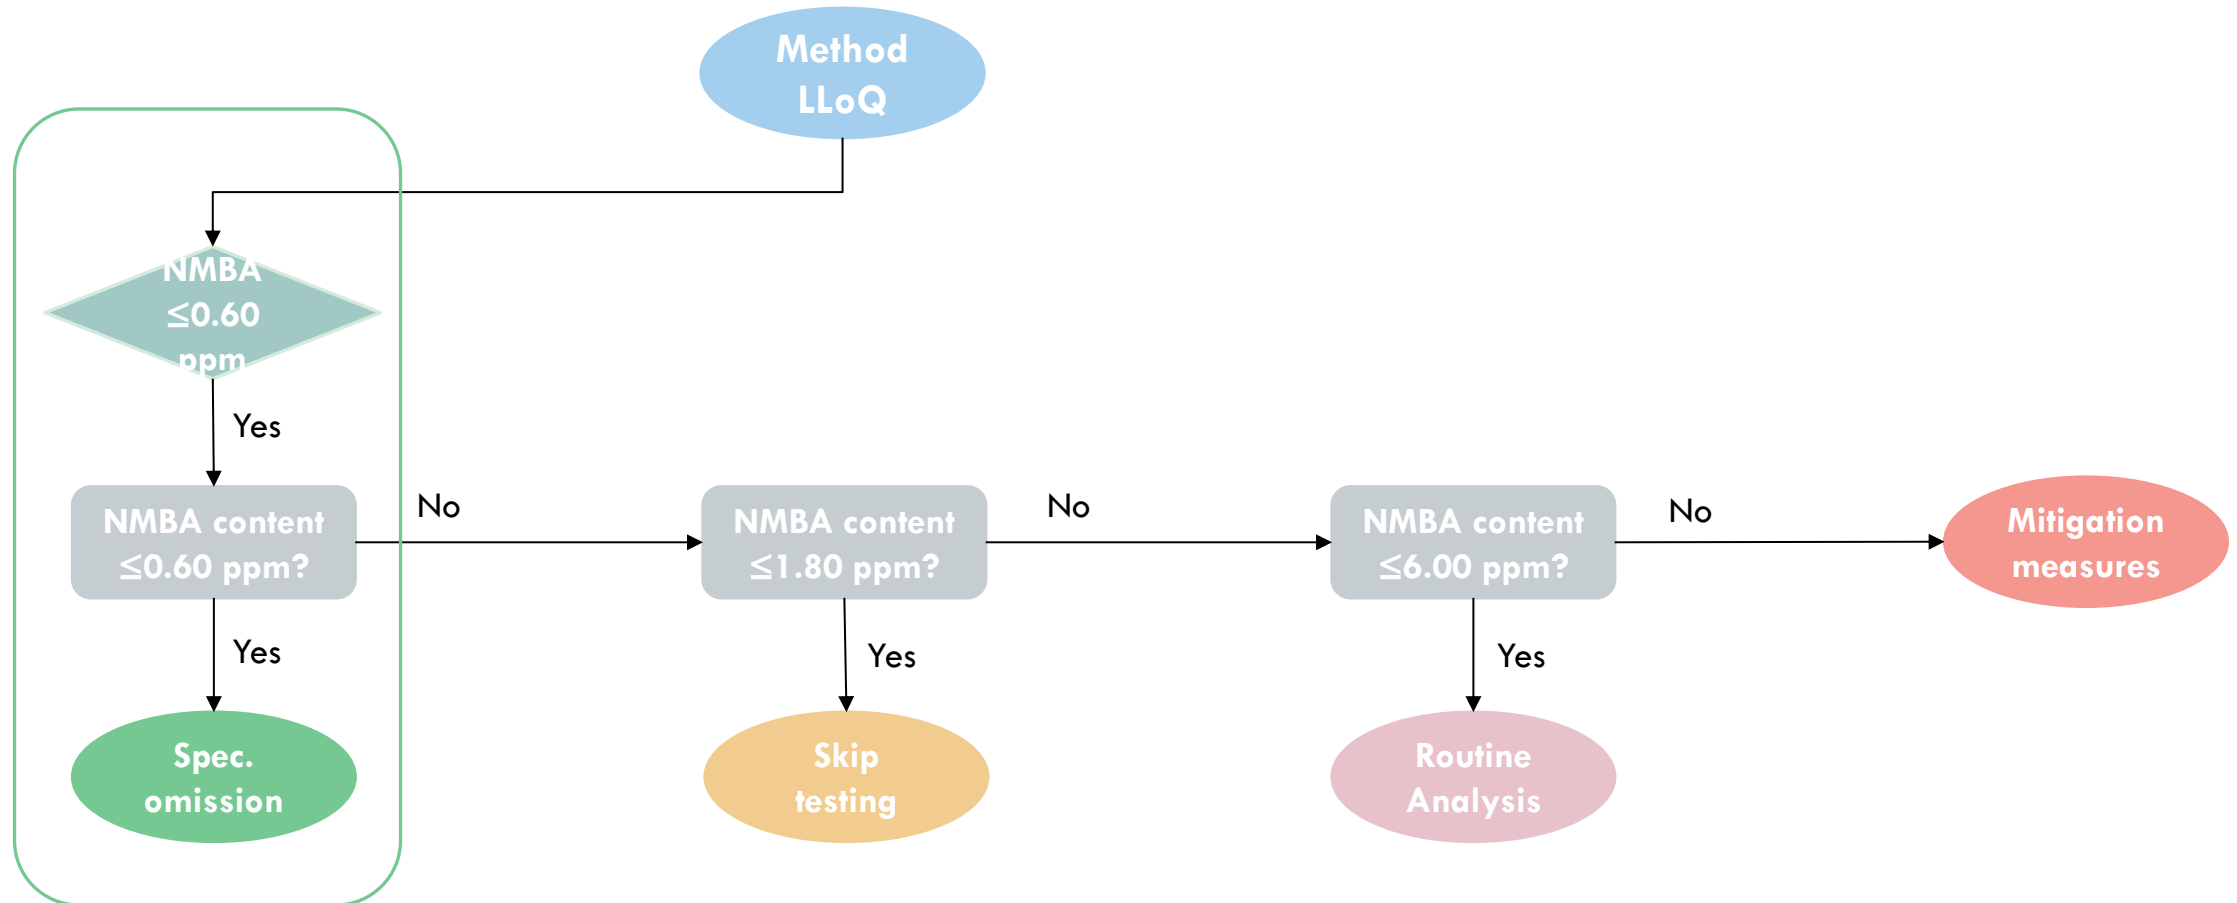 Method
LLoQ
NMBA
≤0.60
ppm
Yes
NMBA content
≤0.60 ppm?
No
NMBA content
≤1.80 ppm?
No
NMBA content
≤6.00 ppm?
No
Mitigation
measures
Yes
Yes
Yes
Spec.
omission
Skip
testing
Routine
Analysis